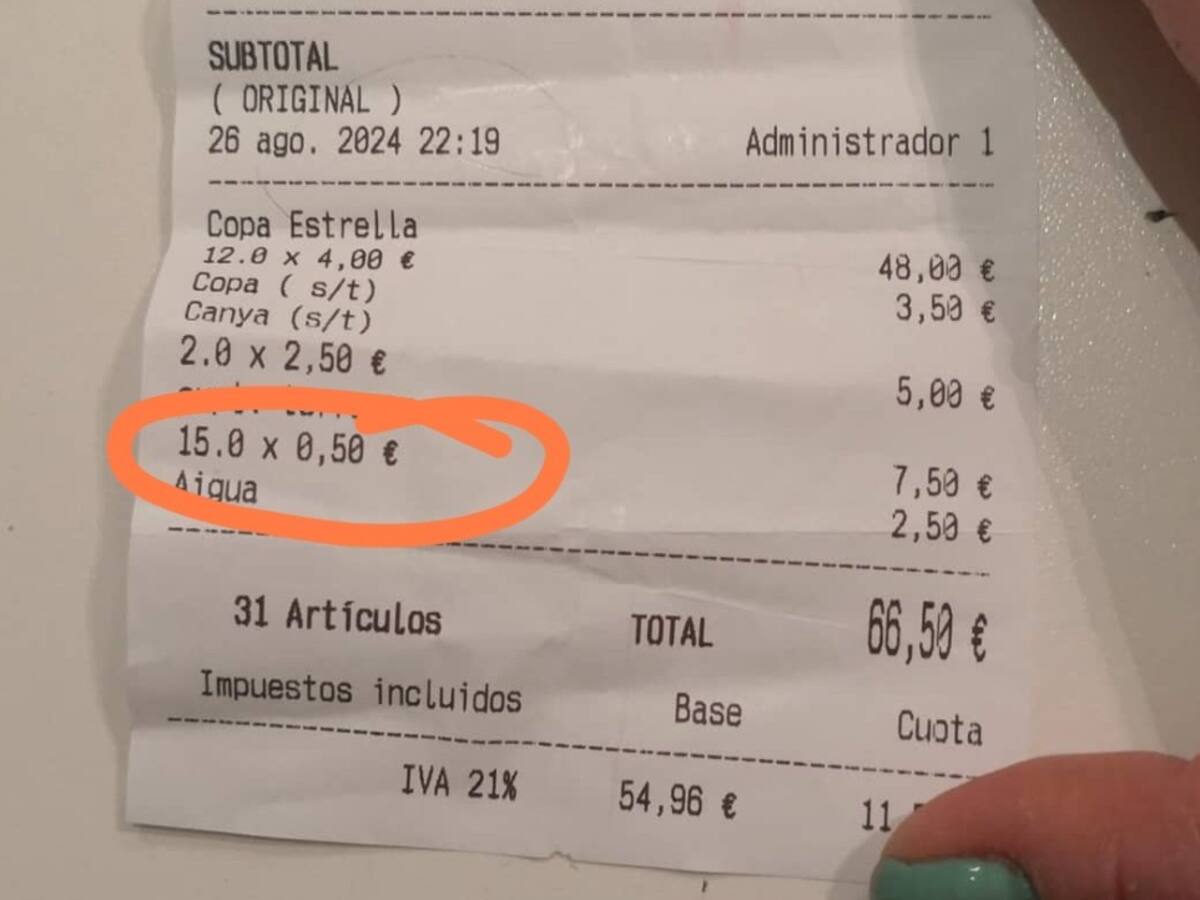 SUBTOTAL
( ORIGINAL )
26 ago. 2024 22:19 Administrador 1
Copa Estrella
12.0 x 4,00 € 48,00 €
Copa ( s/t) 3,50 €
Canya (s/t)
2.0 x 2,50 € 5,00 €
15.0 x 0,50 € 7,50 €
Aigua 2,50 €
31 Artículos TOTAL 66,50 €
Impuestos incluidos Base Cuota
IVA 21% 54,96 € 11